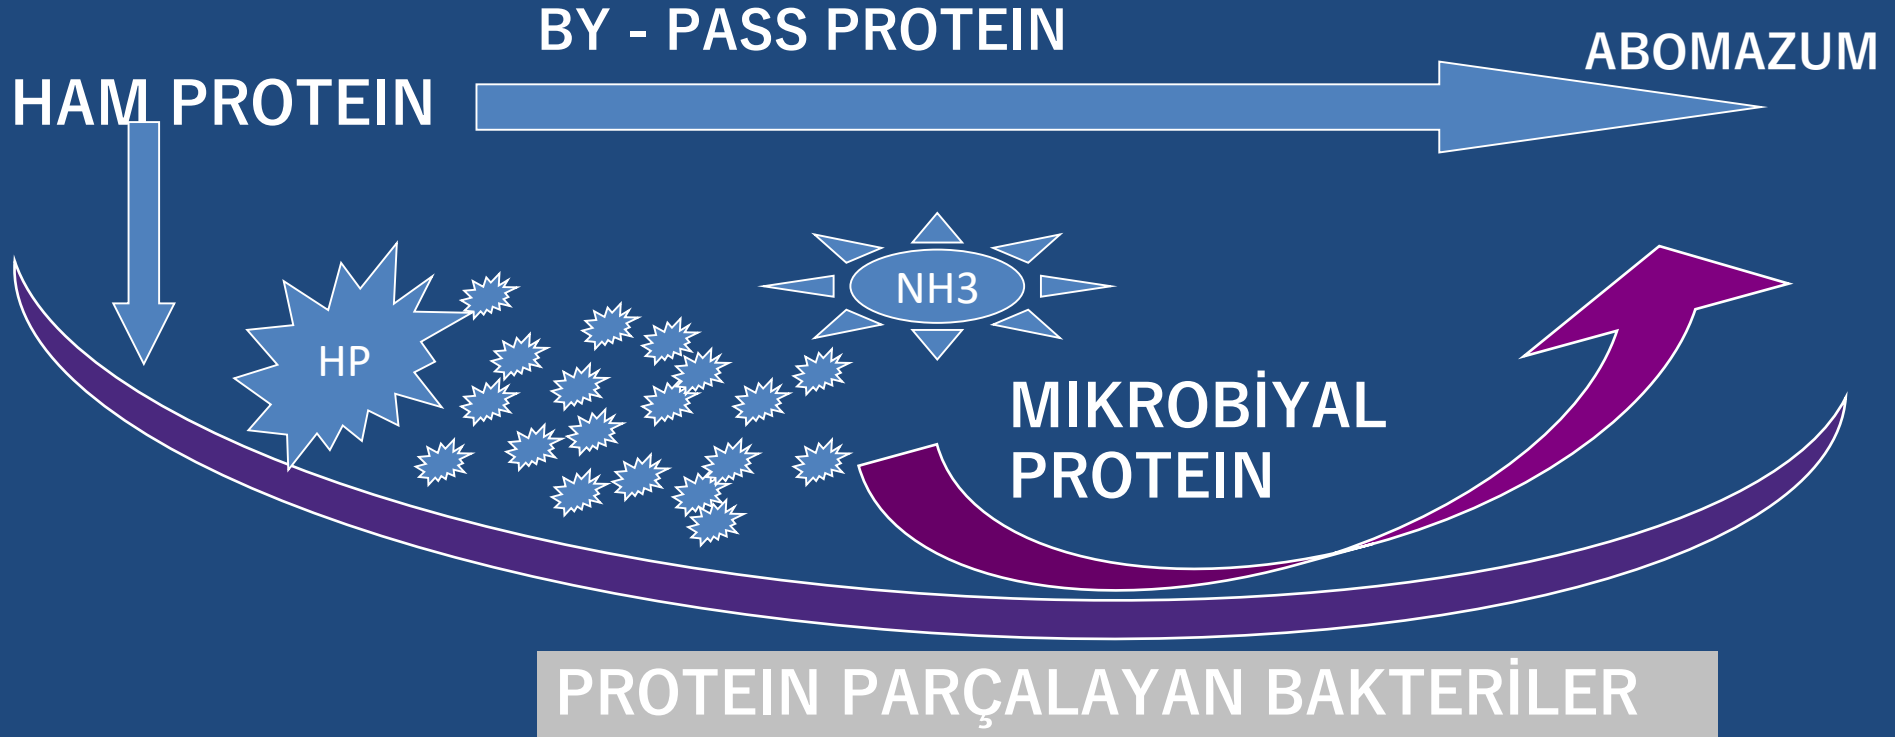 BY - PASS PROTEIN
ABOMAZUM
HAM PROTEIN
NH3
HP
MIKROBİYAL
PROTEIN
PROTEIN PARÇALAYAN BAKTERİLER